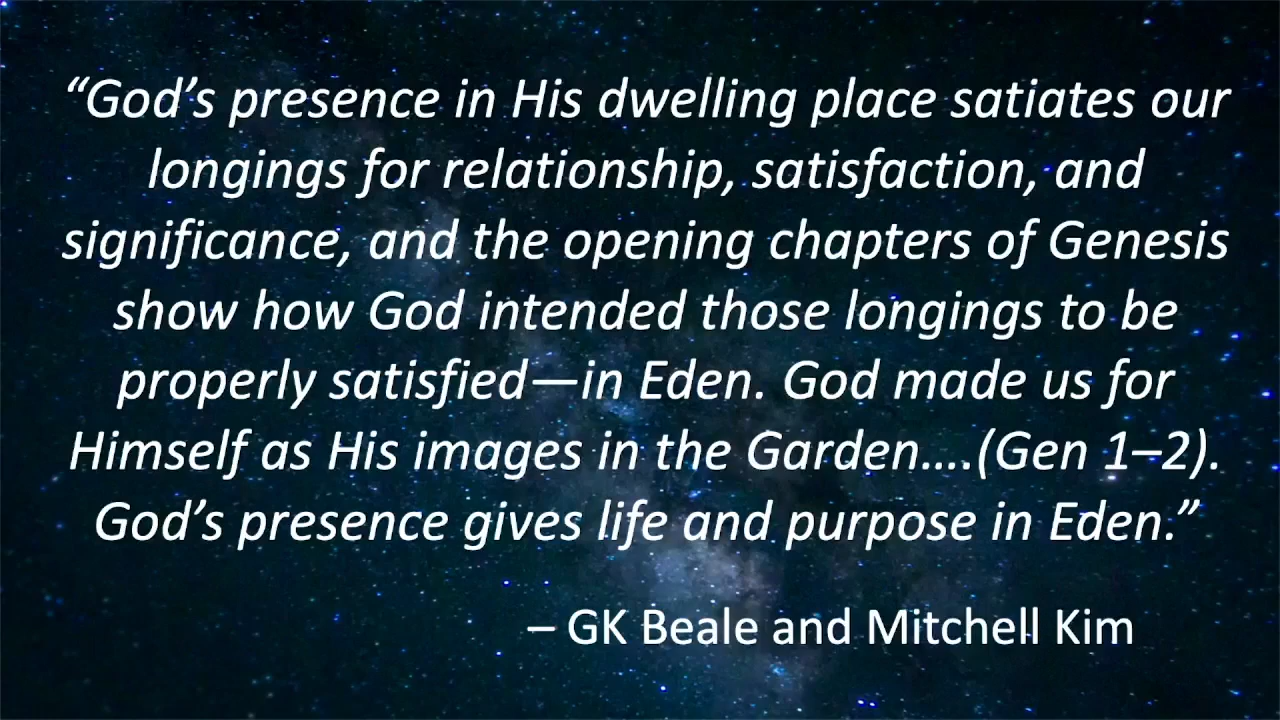 “God’s presence in His dwelling place satiates our
longings for relationship, satisfaction, and
significance, and the opening chapters of Genesis
show how God intended those longings to be
properly satisfied—in Eden. God made us for
Himself as His images in the Garden….(Gen 1–2).
God’s presence gives life and purpose in Eden.”
– GK Beale and Mitchell Kim